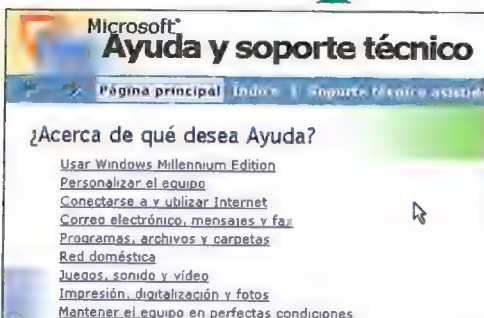 Microsoft®
Ayuda y soporte técnico
Página principal Índice | Soporte técnico asistid
¿Acerca de qué desea Ayuda?
Usar Windows Millennium Edition
Personalizar el equipo
Conectarse a y utilizar Internet
Correo electrónico, mensajes y fax
Programas, archivos y carpetas
Red doméstica
Juegos, sonido y vídeo
Impresión, digitalización y fotos
Mantener el equipo en perfectas condiciones